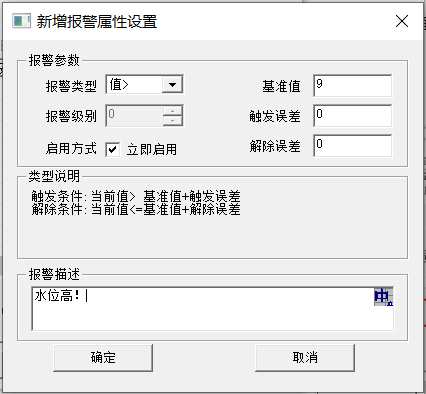 新增报警属性设置
报警参数
报警类型 值> 基准值 9
报警级别 0 触发误差 0
启用方式 立即启用 解除误差 0
类型说明
触发条件:当前值> 基准值+触发误差
解除条件:当前值<=基准值+解除误差
报警描述
水位高! 中
确定 取消